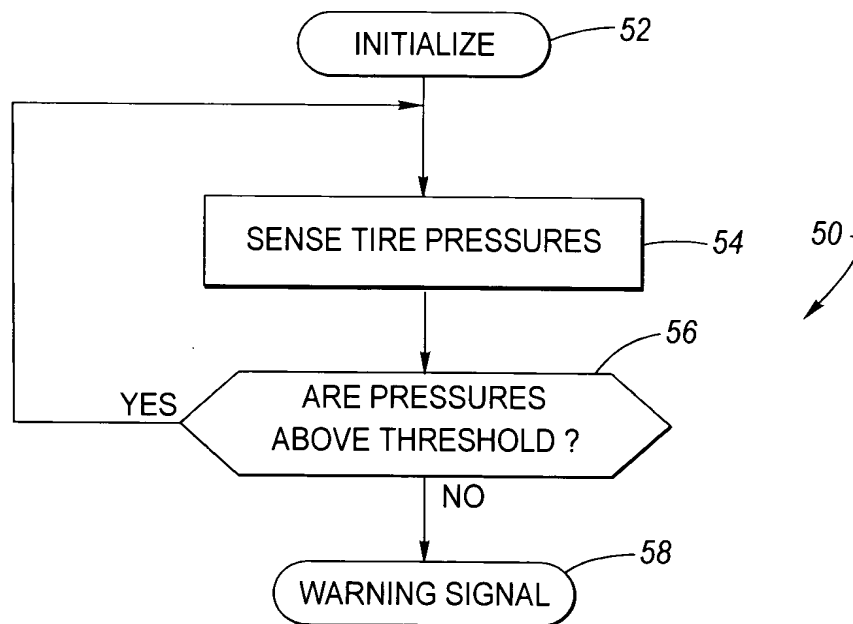 INITIALIZE
52
SENSE TIRE PRESSURES
54
50
56
YES
ARE PRESSURES
ABOVE THRESHOLD ?
NO
WARNING SIGNAL
58